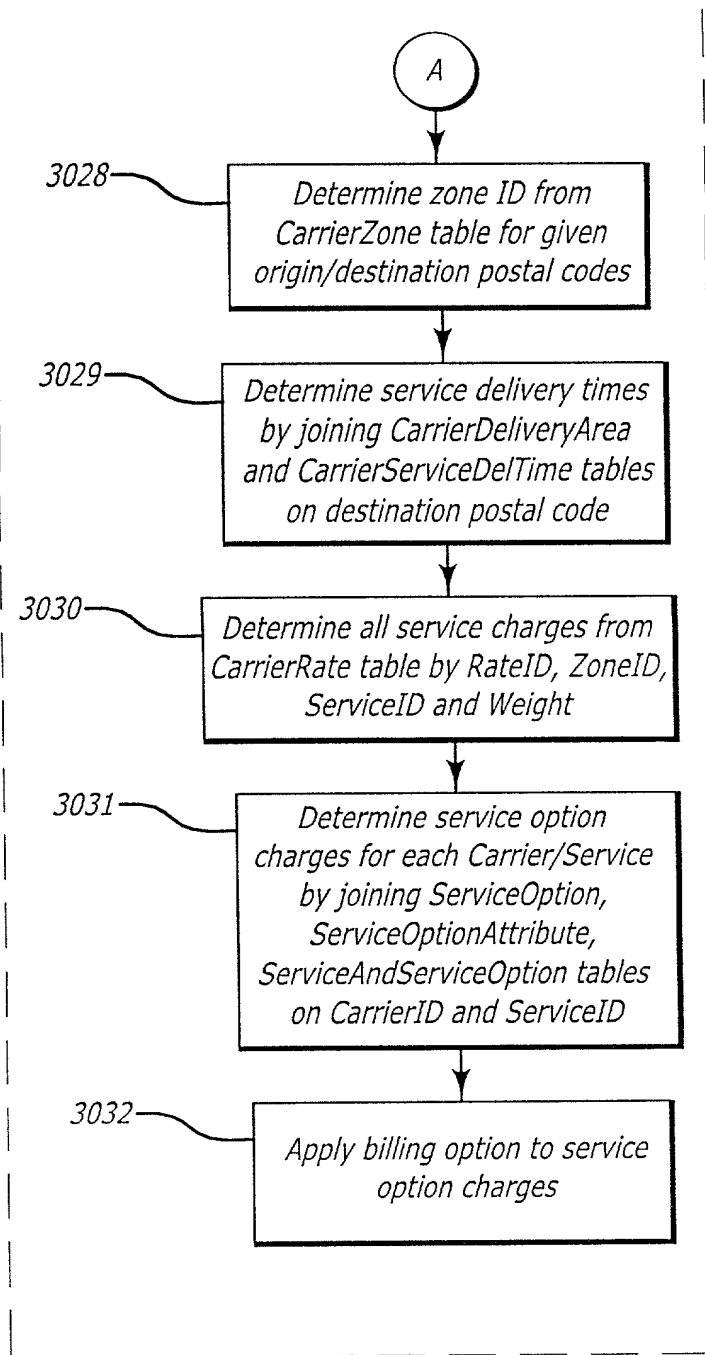 A
3028
Determine zone ID from
CarrierZone table for given
origin/destination postal codes
3029
Determine service delivery times
by joining CarrierDeliveryArea
and CarrierServiceDelTime tables
on destination postal code
3030
Determine all service charges from
CarrierRate table by RateID, ZoneID,
ServiceID and Weight
3031
Determine service option
charges for each Carrier/Service
by joining ServiceOption,
ServiceOptionAttribute,
ServiceAndServiceOption tables
on CarrierID and ServiceID
3032
Apply billing option to service
option charges